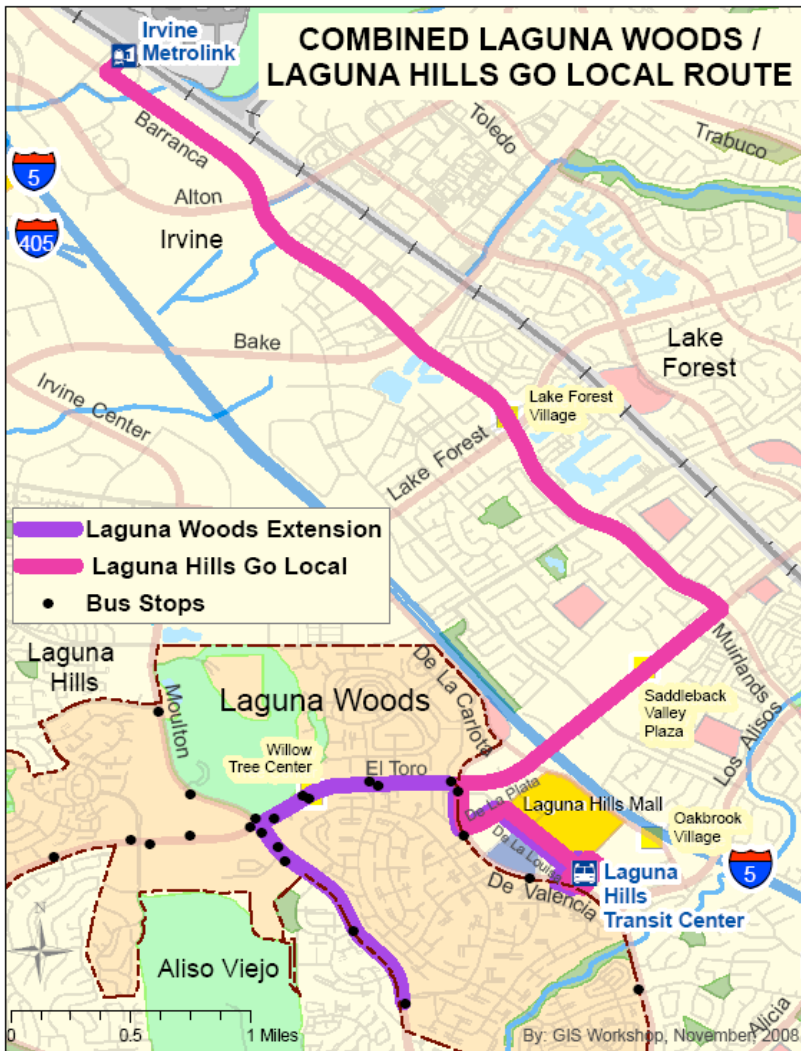 COMBINED LAGUNA WOODS /
LAGUNA HILLS GO LOCAL ROUTE
Irvine
Metrolink
Barranca
Toledo
Trabuco
5
Alton
405
Irvine
Bake
Lake
Forest
Irvine Center
Lake Forest
Village
Lake Forest
Laguna Woods Extension
Laguna Hills Go Local
Bus Stops
Muirlands
Laguna
Hills
Moulton
Laguna Woods
De La Carlota
Saddleback
Valley
Plaza
Los Alisos
Willow
Tree Center
El Toro
De La Plata
Laguna Hills Mall
Oakbrook
Village
De La Louisa
De Valencia
Laguna
Hills
Transit Center
5
N
Aliso Viejo
0 0.5 1 Miles
Alicia
By: GIS Workshop, November, 2008